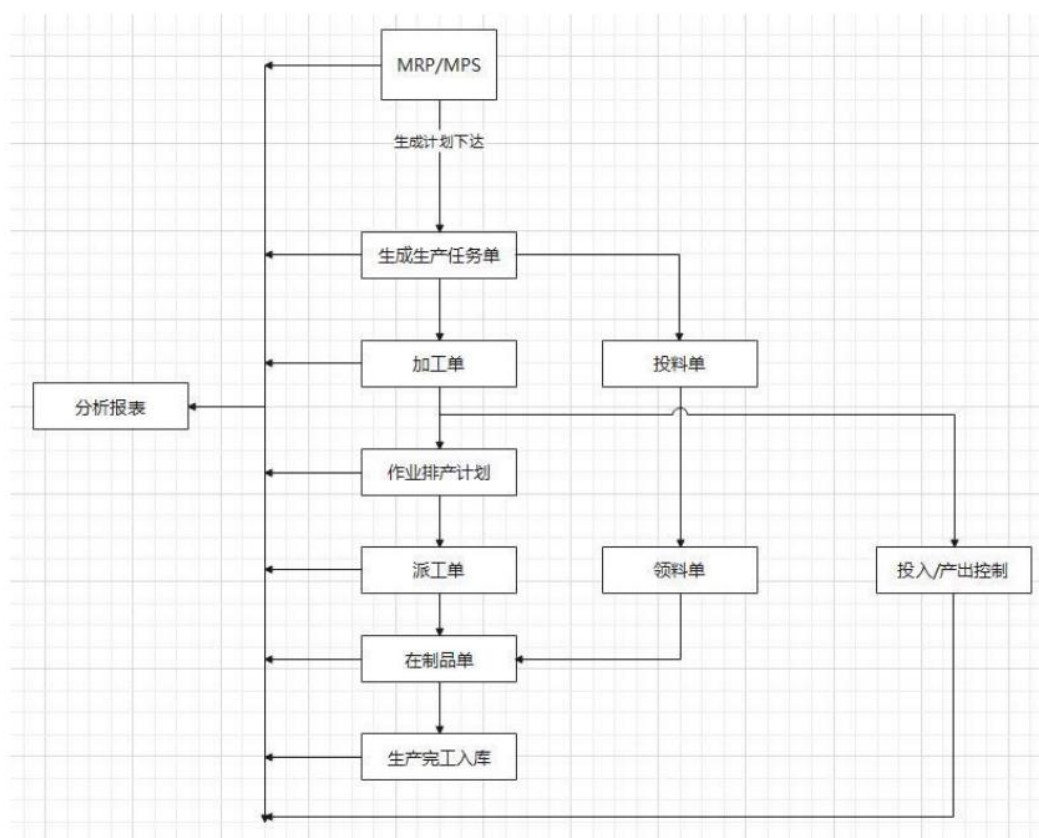 MRP/MPS
生成计划下达
生成生产任务单
加工单
投料单
分析报表
作业排产计划
派工单
领料单
投入/产出控制
在制品单
生产完工入库